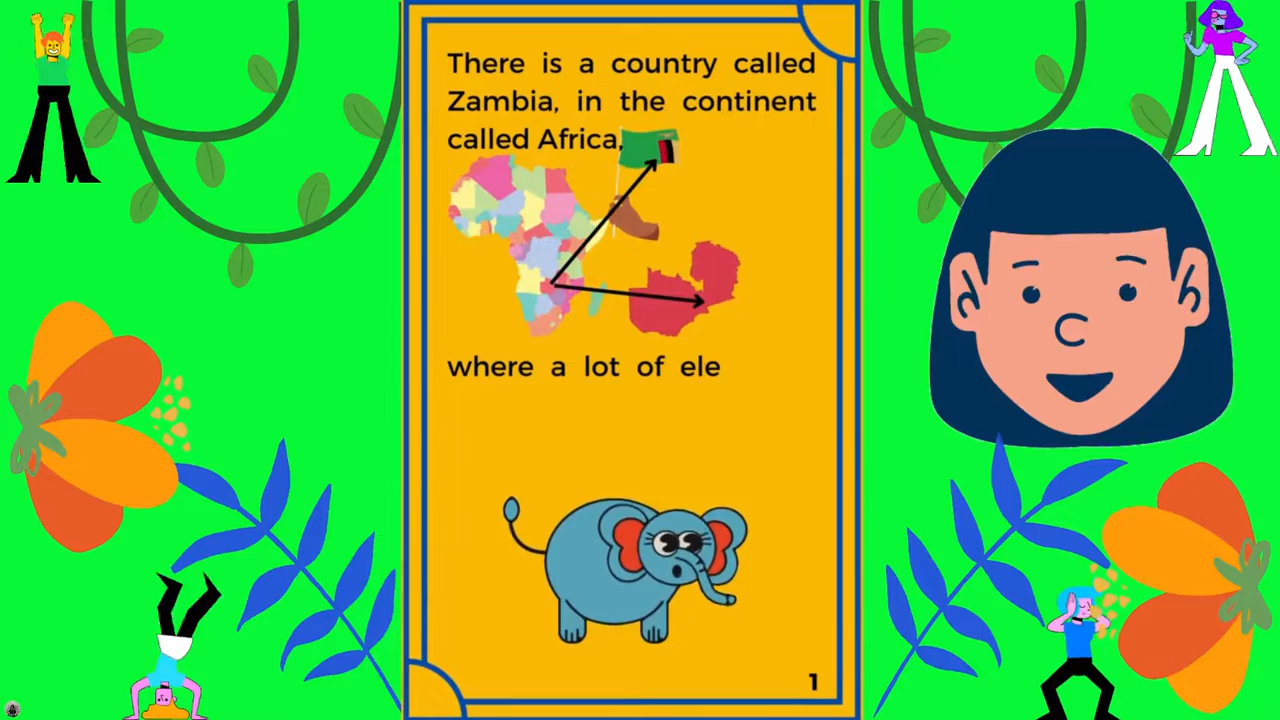 There is a country called
Zambia, in the continent
called Africa,
where a lot of ele
1